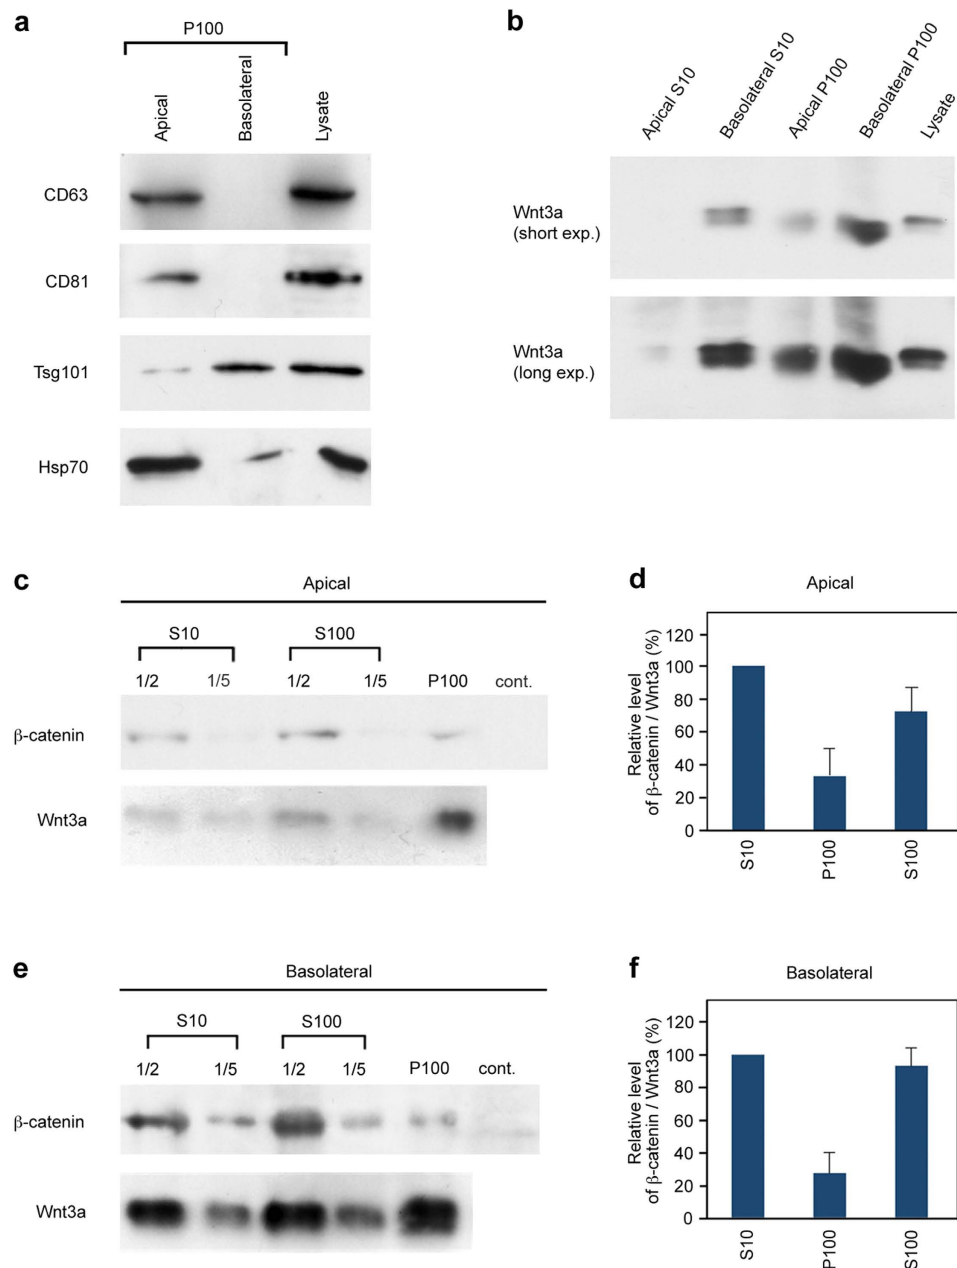 a
P100
Apical
Basolateral
Lysate
CD63
CD81
Tsg101
Hsp70
b
Apical S10
Basolateral S10
Apical P100
Basolateral P100
Lysate
Wnt3a
(short exp.)
Wnt3a
(long exp.)
c
Apical
S10
S100
1/2
1/5
1/2
1/5
P100
cont.
β-catenin
Wnt3a
d
Apical
Relative level
of β-catenin / Wnt3a (%)
120
100
80
60
40
20
0
S10
P100
S100
e
Basolateral
S10
S100
1/2
1/5
1/2
1/5
P100
cont.
β-catenin
Wnt3a
f
Basolateral
Relative level
of β-catenin / Wnt3a (%)
120
100
80
60
40
20
0
S10
P100
S100